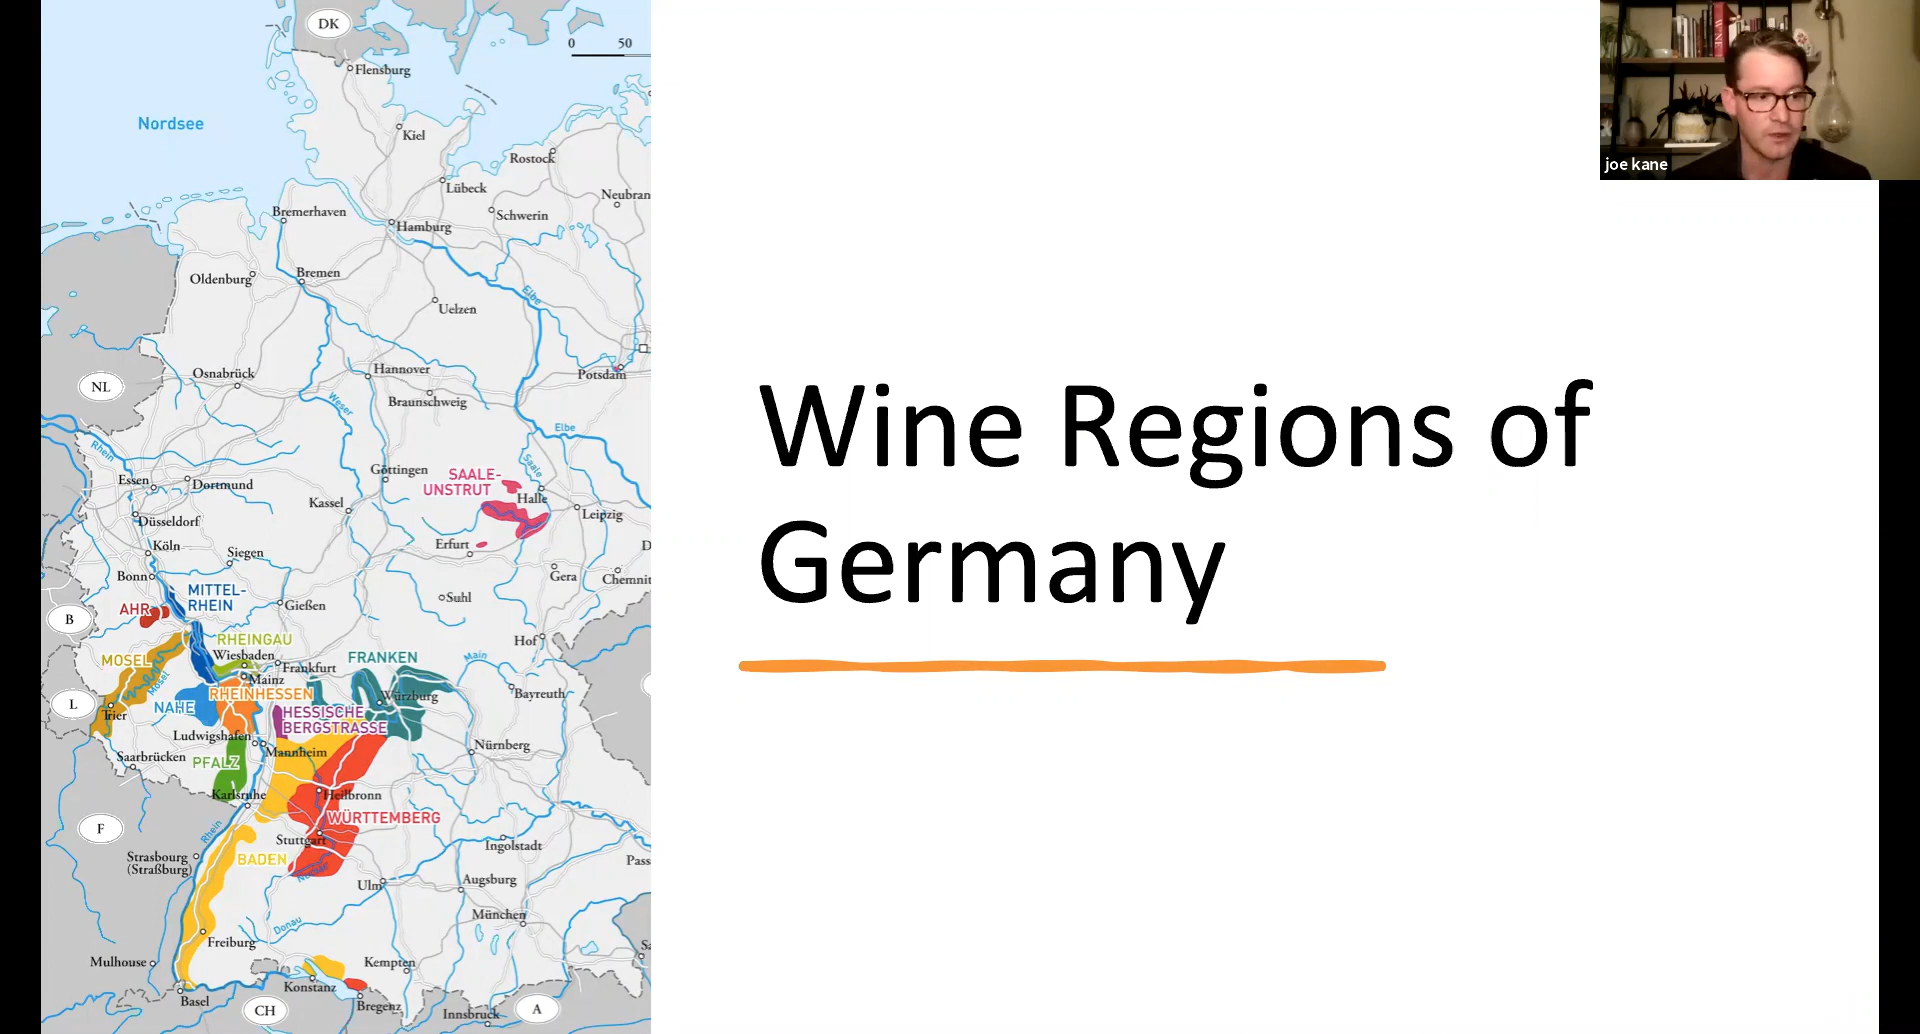 DK
0 50
Flensburg
Nordsee
Kiel
Rostock
Lübeck
Neubran
Bremerhaven
Schwerin
Hamburg
Oldenburg
Bremen
Elbe
Uelzen
NL
Osnabrück
Hannover
Potsdam
Braunschweig
Weser
Elbe
Rhein
Saale
Göttingen
SAALE-
UNSTRUT
Essen
Dortmund
Kassel
Halle
Leipzig
Düsseldorf
Köln
Siegen
Erfurt
D
Bonn
Gera
Chemnit
MITTEL-
RHEIN
Suhl
AHR
Gießen
B
RHEINGAU
Hof
MOSEL
Wiesbaden
Frankfurt
FRANKEN
Main
Mosel
Mainz
RHEINHESSEN
Würzburg
Bayreuth
L
Trier
NAHE
HESSISCHE
BERGSTRASSE
Ludwigshafen
Mannheim
Nürnberg
Saarbrücken
PFALZ
Karlsruhe
Heilbronn
F
WÜRTTEMBERG
Rhein
Stuttgart
Ingolstadt
Strasbourg
(Straßburg)
BADEN
Pass
Neckar
Ulm
Augsburg
München
Donau
Freiburg
Sa
Mulhouse
Kempten
Konstanz
Basel
CH
Bregenz
Innsbruck
A
Wine Regions of
Germany
WINE
joe kane